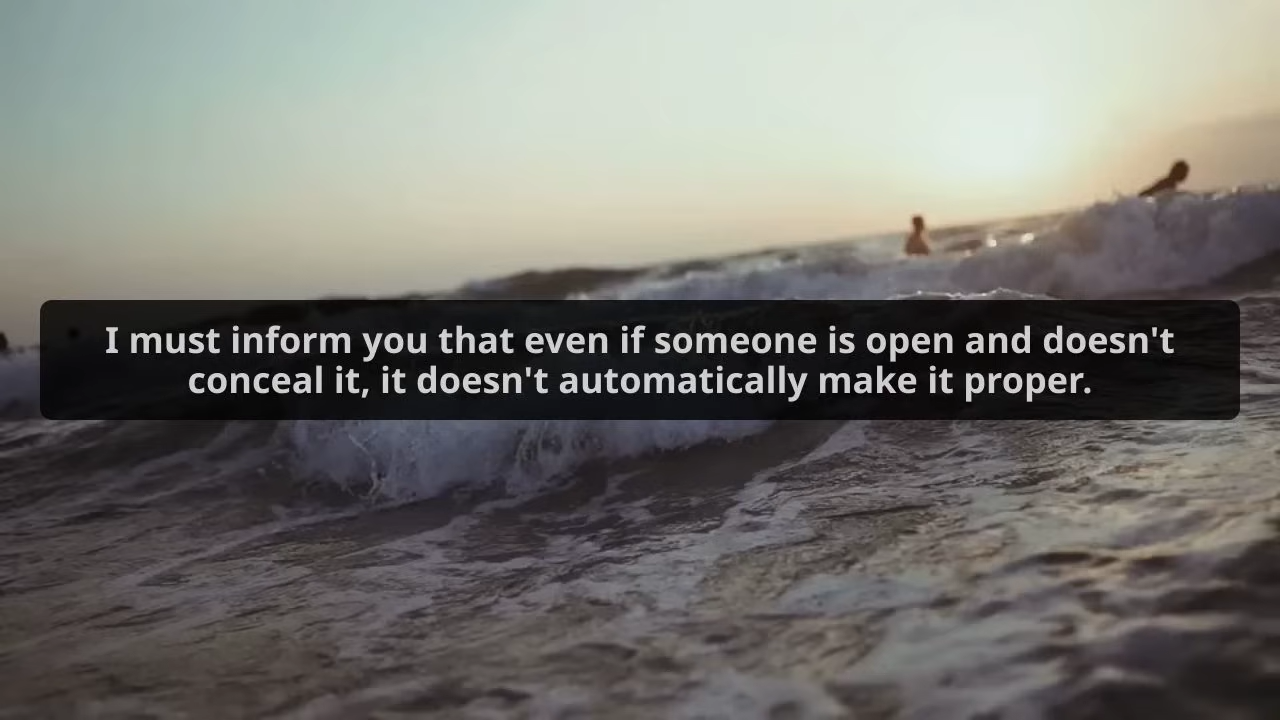 I must inform you that even if someone is open and doesn't
conceal it, it doesn't automatically make it proper.